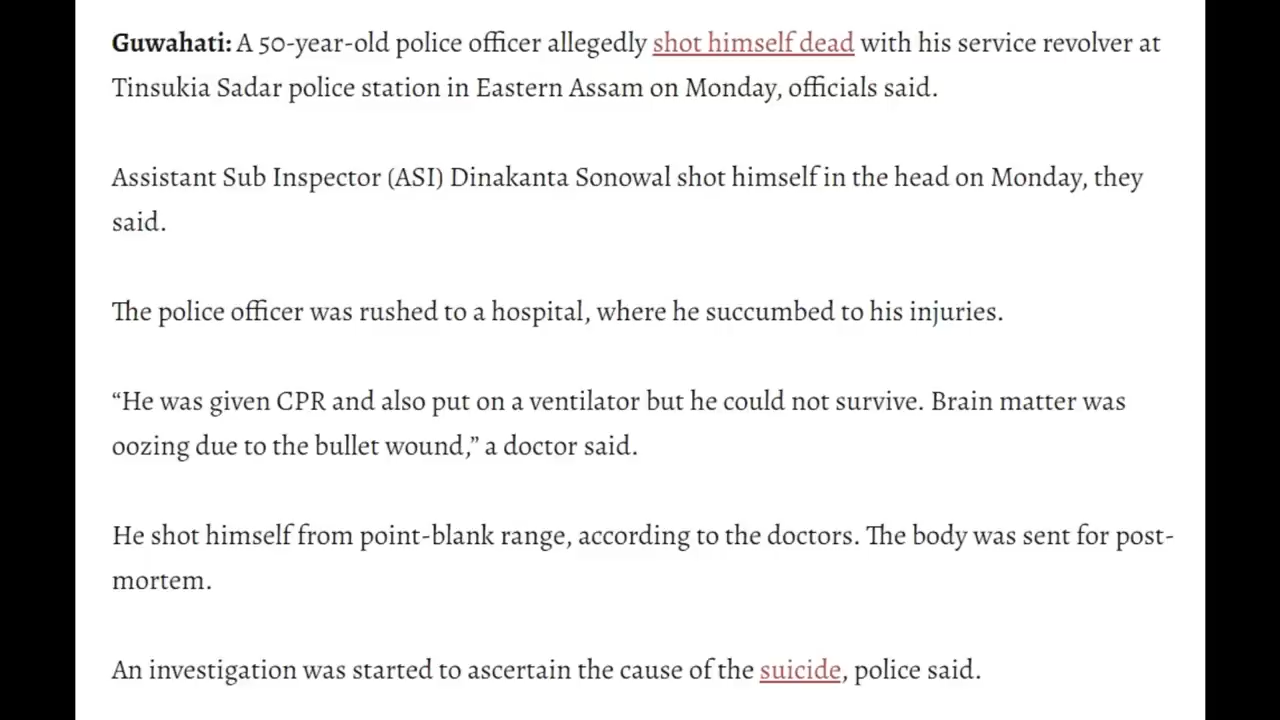 Guwahati: A 50-year-old police officer allegedly shot himself dead with his service revolver at
Tinsukia Sadar police station in Eastern Assam on Monday, officials said.
Assistant Sub Inspector (ASI) Dinakanta Sonowal shot himself in the head on Monday, they
said.
The police officer was rushed to a hospital, where he succumbed to his injuries.
“He was given CPR and also put on a ventilator but he could not survive. Brain matter was
oozing due to the bullet wound,” a doctor said.
He shot himself from point-blank range, according to the doctors. The body was sent for post-
mortem.
An investigation was started to ascertain the cause of the suicide, police said.